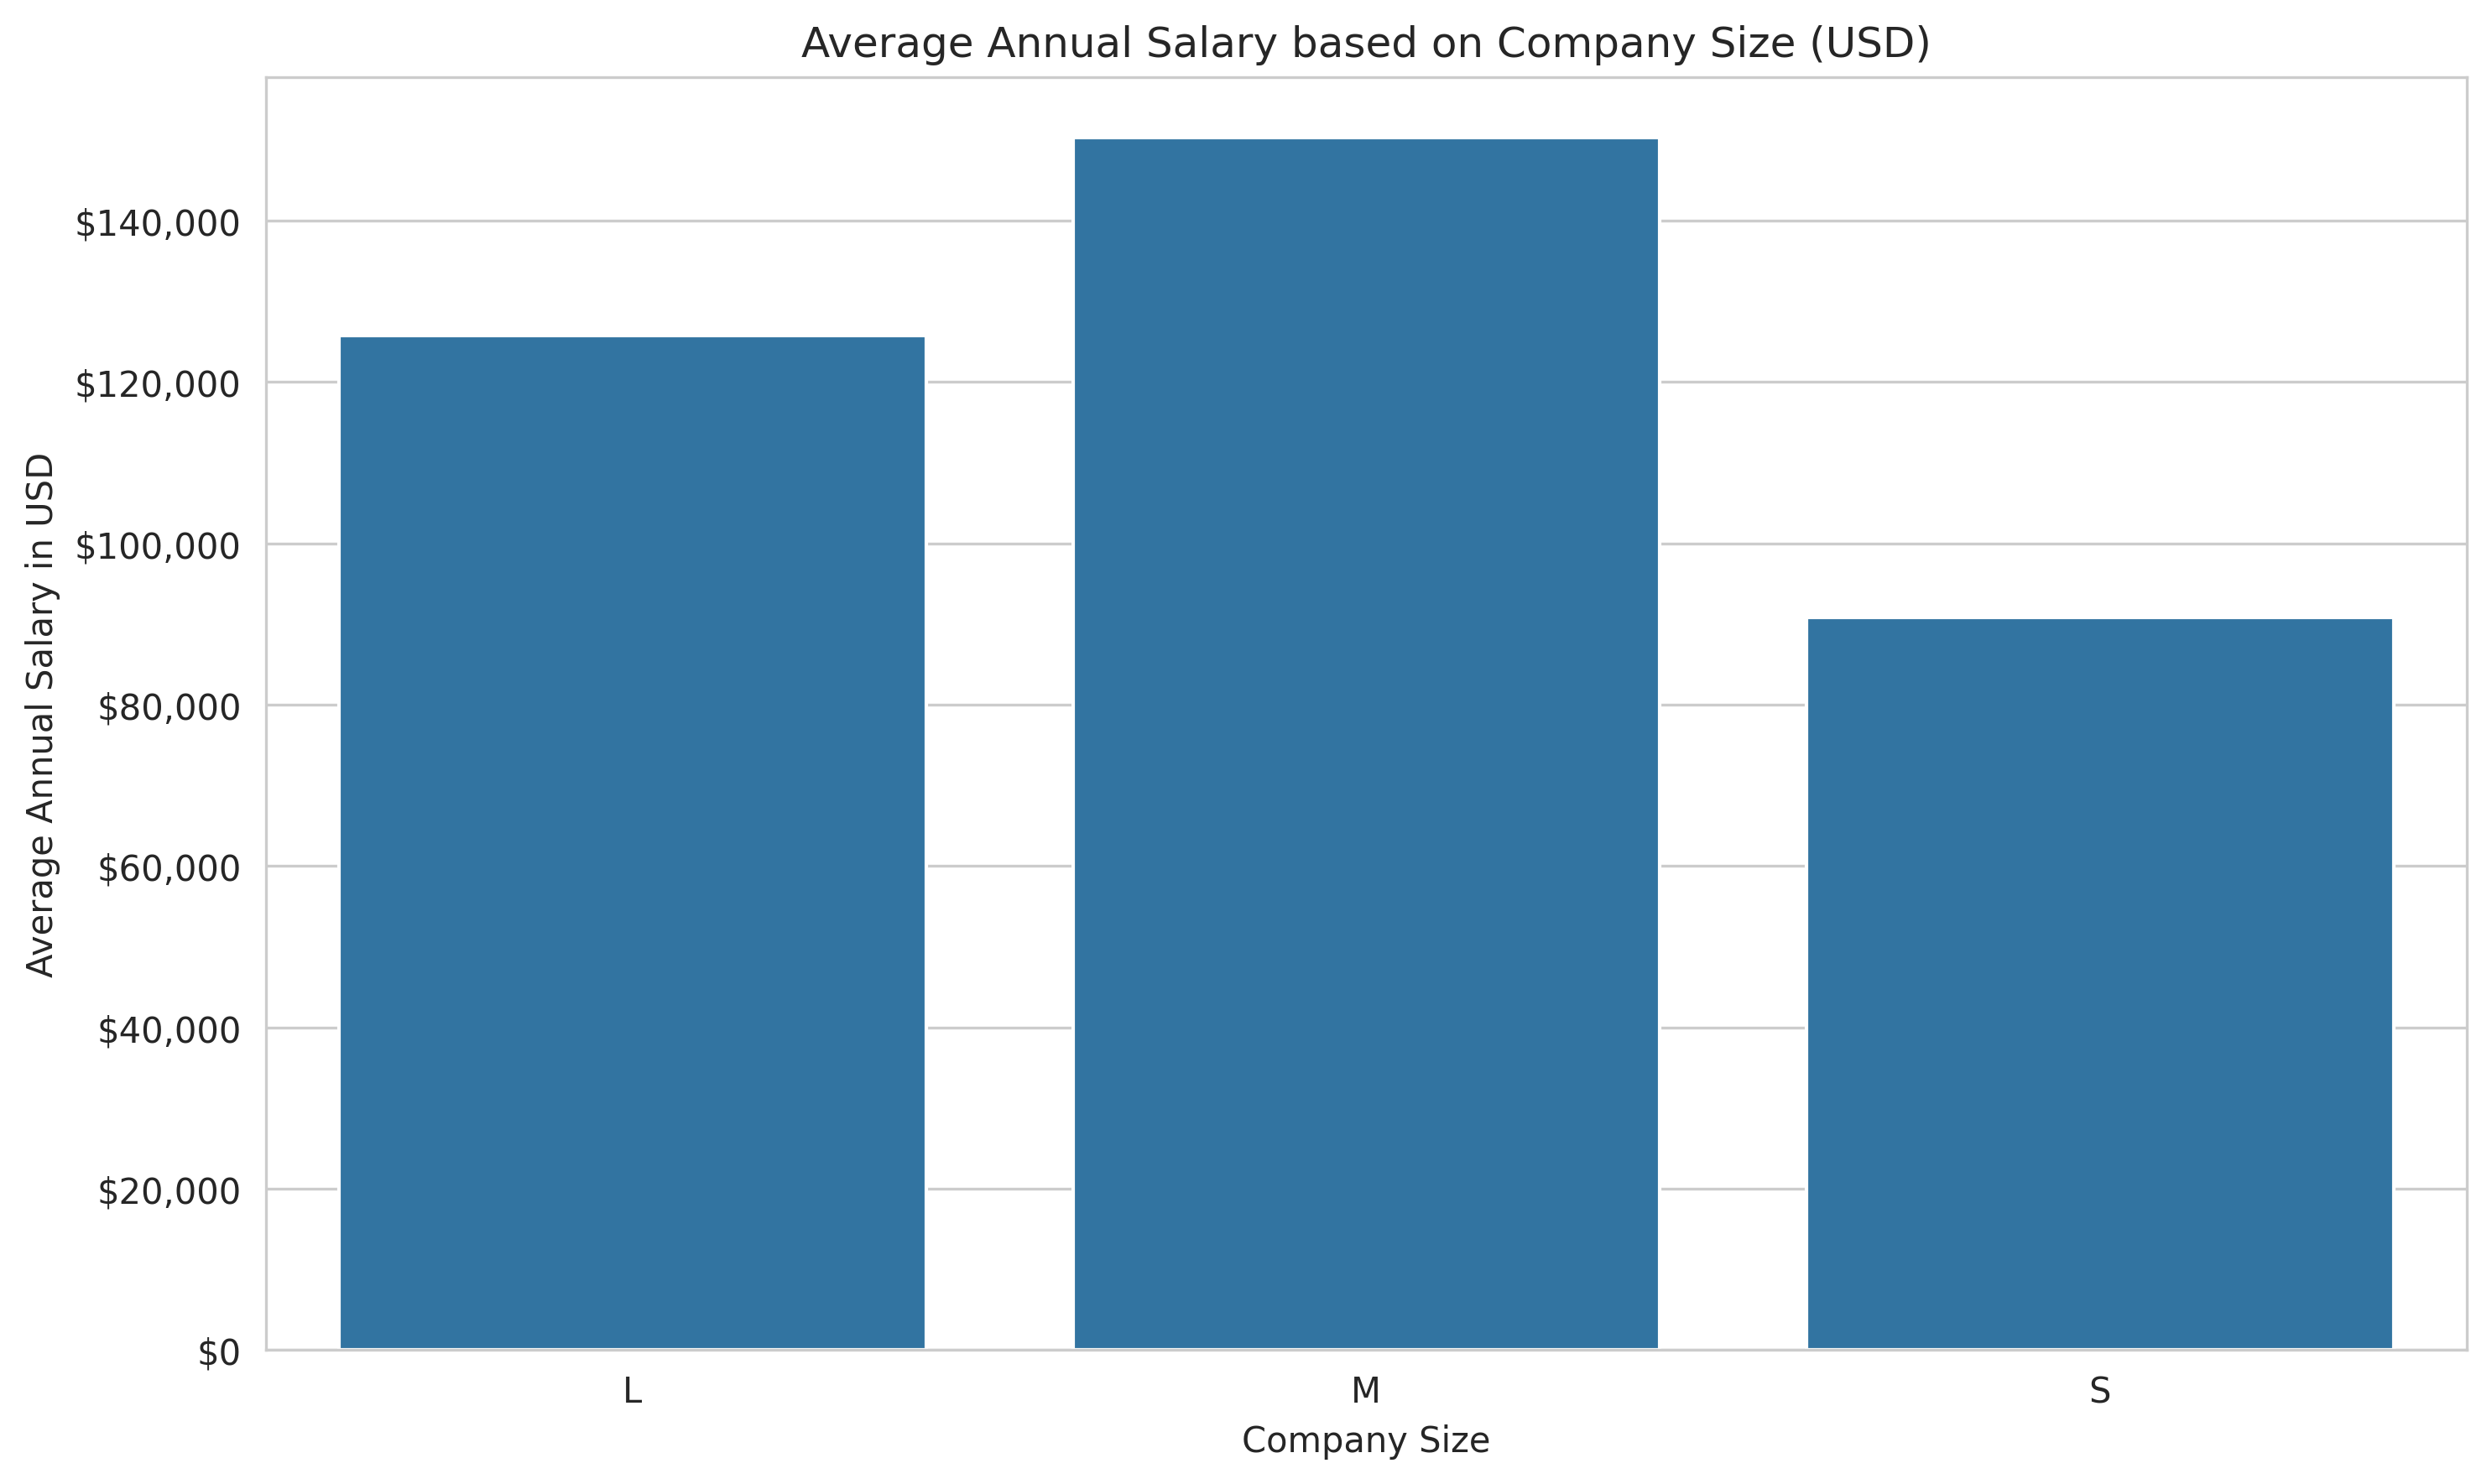 Average Annual Salary based on Company Size (USD)
Average Annual Salary in USD
$140,000
$120,000
$100,000
$80,000
$60,000
$40,000
$20,000
$0
L
M
S
Company Size